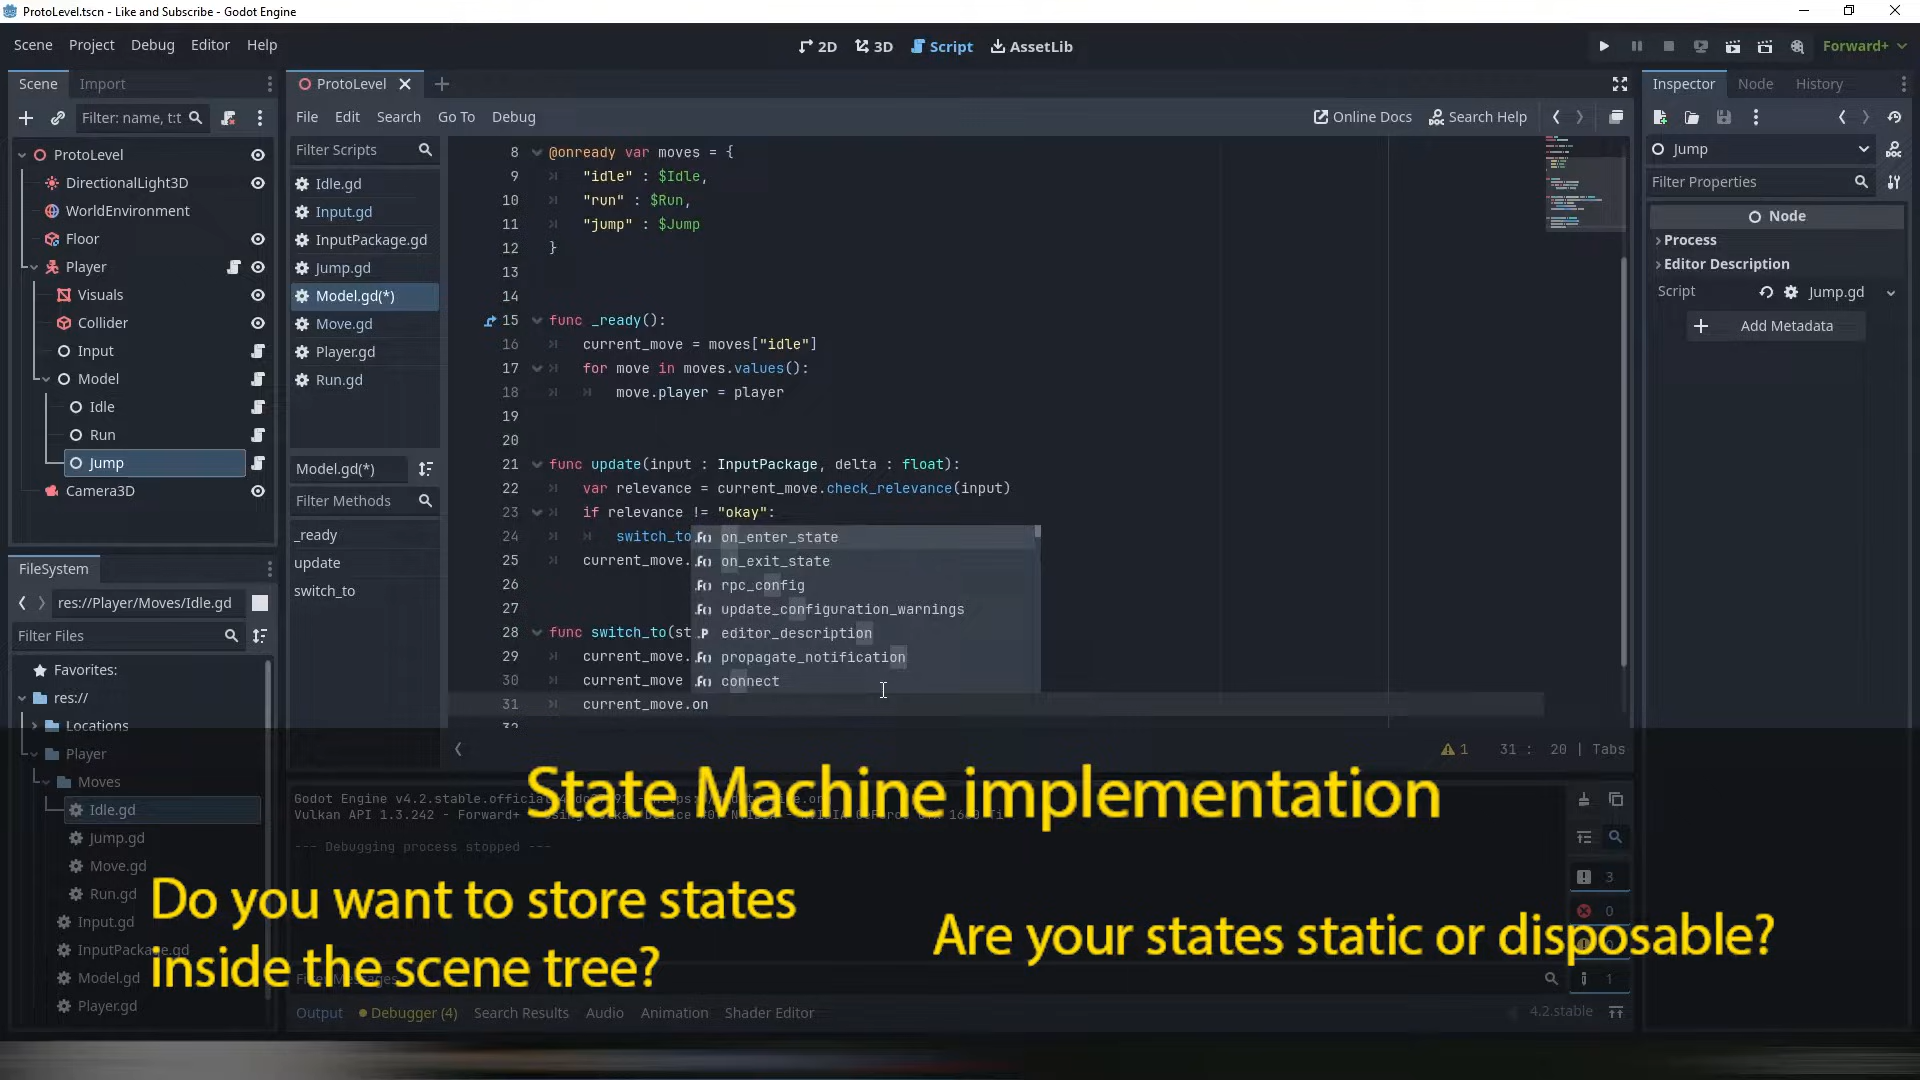 ProtoLevel.tscn - Like and Subscribe - Godot Engine
Scene Project Debug Editor Help
2D 3D Script AssetLib
Forward+
Scene Import
Filter: name, t:t
ProtoLevel
DirectionalLight3D
WorldEnvironment
Floor
Player
Visuals
Collider
Input
Model
Idle
Run
Jump
Camera3D
FileSystem
res://Player/Moves/Idle.gd
Filter Files
Favorites:
res://
Locations
Player
Moves
Idle.gd
Jump.gd
Move.gd
Run.gd
Input.gd
InputPackage.gd
Model.gd
Player.gd
ProtoLevel
File Edit Search Go To Debug
Online Docs Search Help
Filter Scripts
Idle.gd
Input.gd
InputPackage.gd
Jump.gd
Model.gd(*)
Move.gd
Player.gd
Run.gd
Model.gd(*)
Filter Methods
_ready
update
switch_to
8 @onready var moves = {
9 "idle" : $Idle,
10 "run" : $Run,
11 "jump" : $Jump
12 }
13
14
15 func _ready():
16 current_move = moves["idle"]
17 for move in moves.values():
18 move.player = player
19
20
21 func update(input : InputPackage, delta : float):
22 var relevance = current_move.check_relevance(input)
23 if relevance != "okay":
24 switch_to
25 current_move.
26
27
28 func switch_to(st
29 current_move.
30 current_move
31 current_move.on
on_enter_state
on_exit_state
rpc_config
update_configuration_warnings
editor_description
propagate_notification
connect
1 31 : 20 | Tabs
Godot Engine v4.2.stable.official
Vulkan API 1.3.242 - Forward+
--- Debugging process stopped ---
3
0
1
Output Debugger (4) Search Results Audio Animation Shader Editor
4.2.stable
Inspector Node History
Jump
Filter Properties
Node
Process
Editor Description
Script Jump.gd
Add Metadata
State Machine implementation
Do you want to store states
inside the scene tree?
Are your states static or disposable?